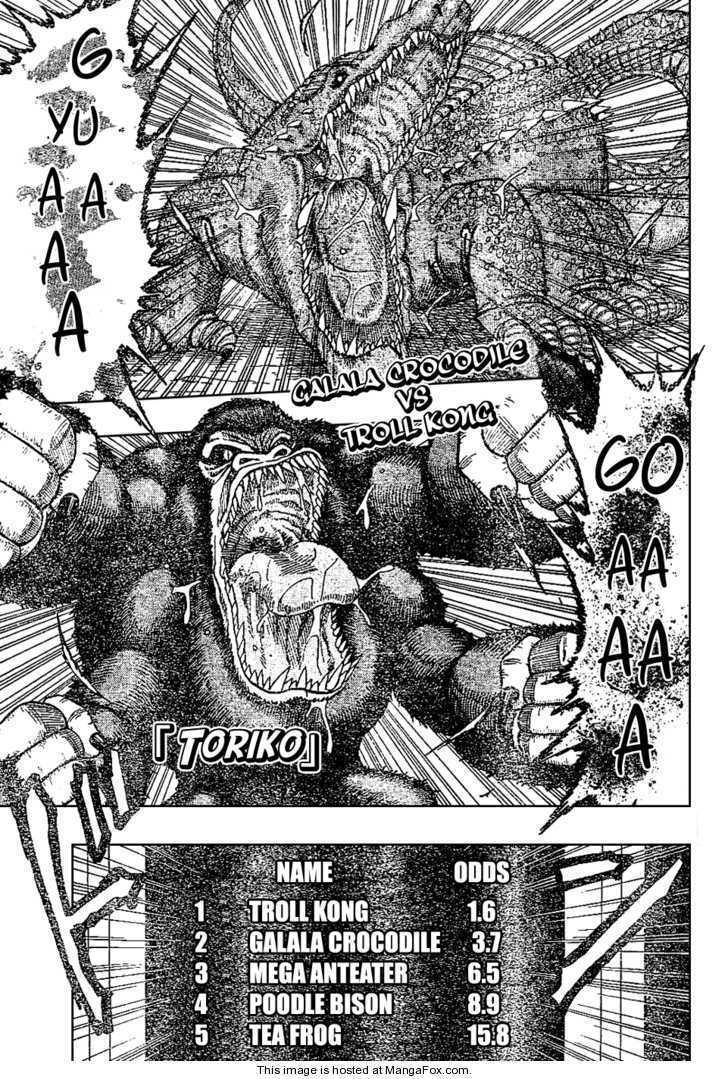 GYUAAAAA
GALALA CROCODILE
VS
TROLL KONG
GO
AA
AAA
A
『TORIKO』
NAME ODDS
1 TROLL KONG 1.6
2 GALALA CROCODILE 3.7
3 MEGA ANTEATER 6.5
4 POODLE BISON 8.9
5 TEA FROG 15.8
This image is hosted at MangaFox.com.